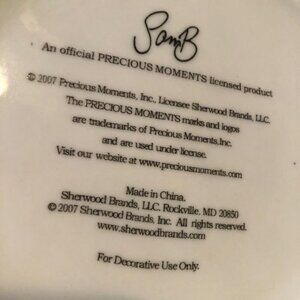 SamB
An official PRECIOUS MOMENTS licensed product
© 2007 Precious Moments, Inc., Licensee Sherwood Brands, LLC.
The PRECIOUS MOMENTS marks and logos
are trademarks of Precious Moments, Inc.
and are used under license.
Visit our website at www.preciousmoments.com
Made in China.
Sherwood Brands, LLC. Rockville, MD 20850
© 2007 Sherwood Brands, Inc. All rights reserved.
www.sherwoodbrands.com
For Decorative Use Only.